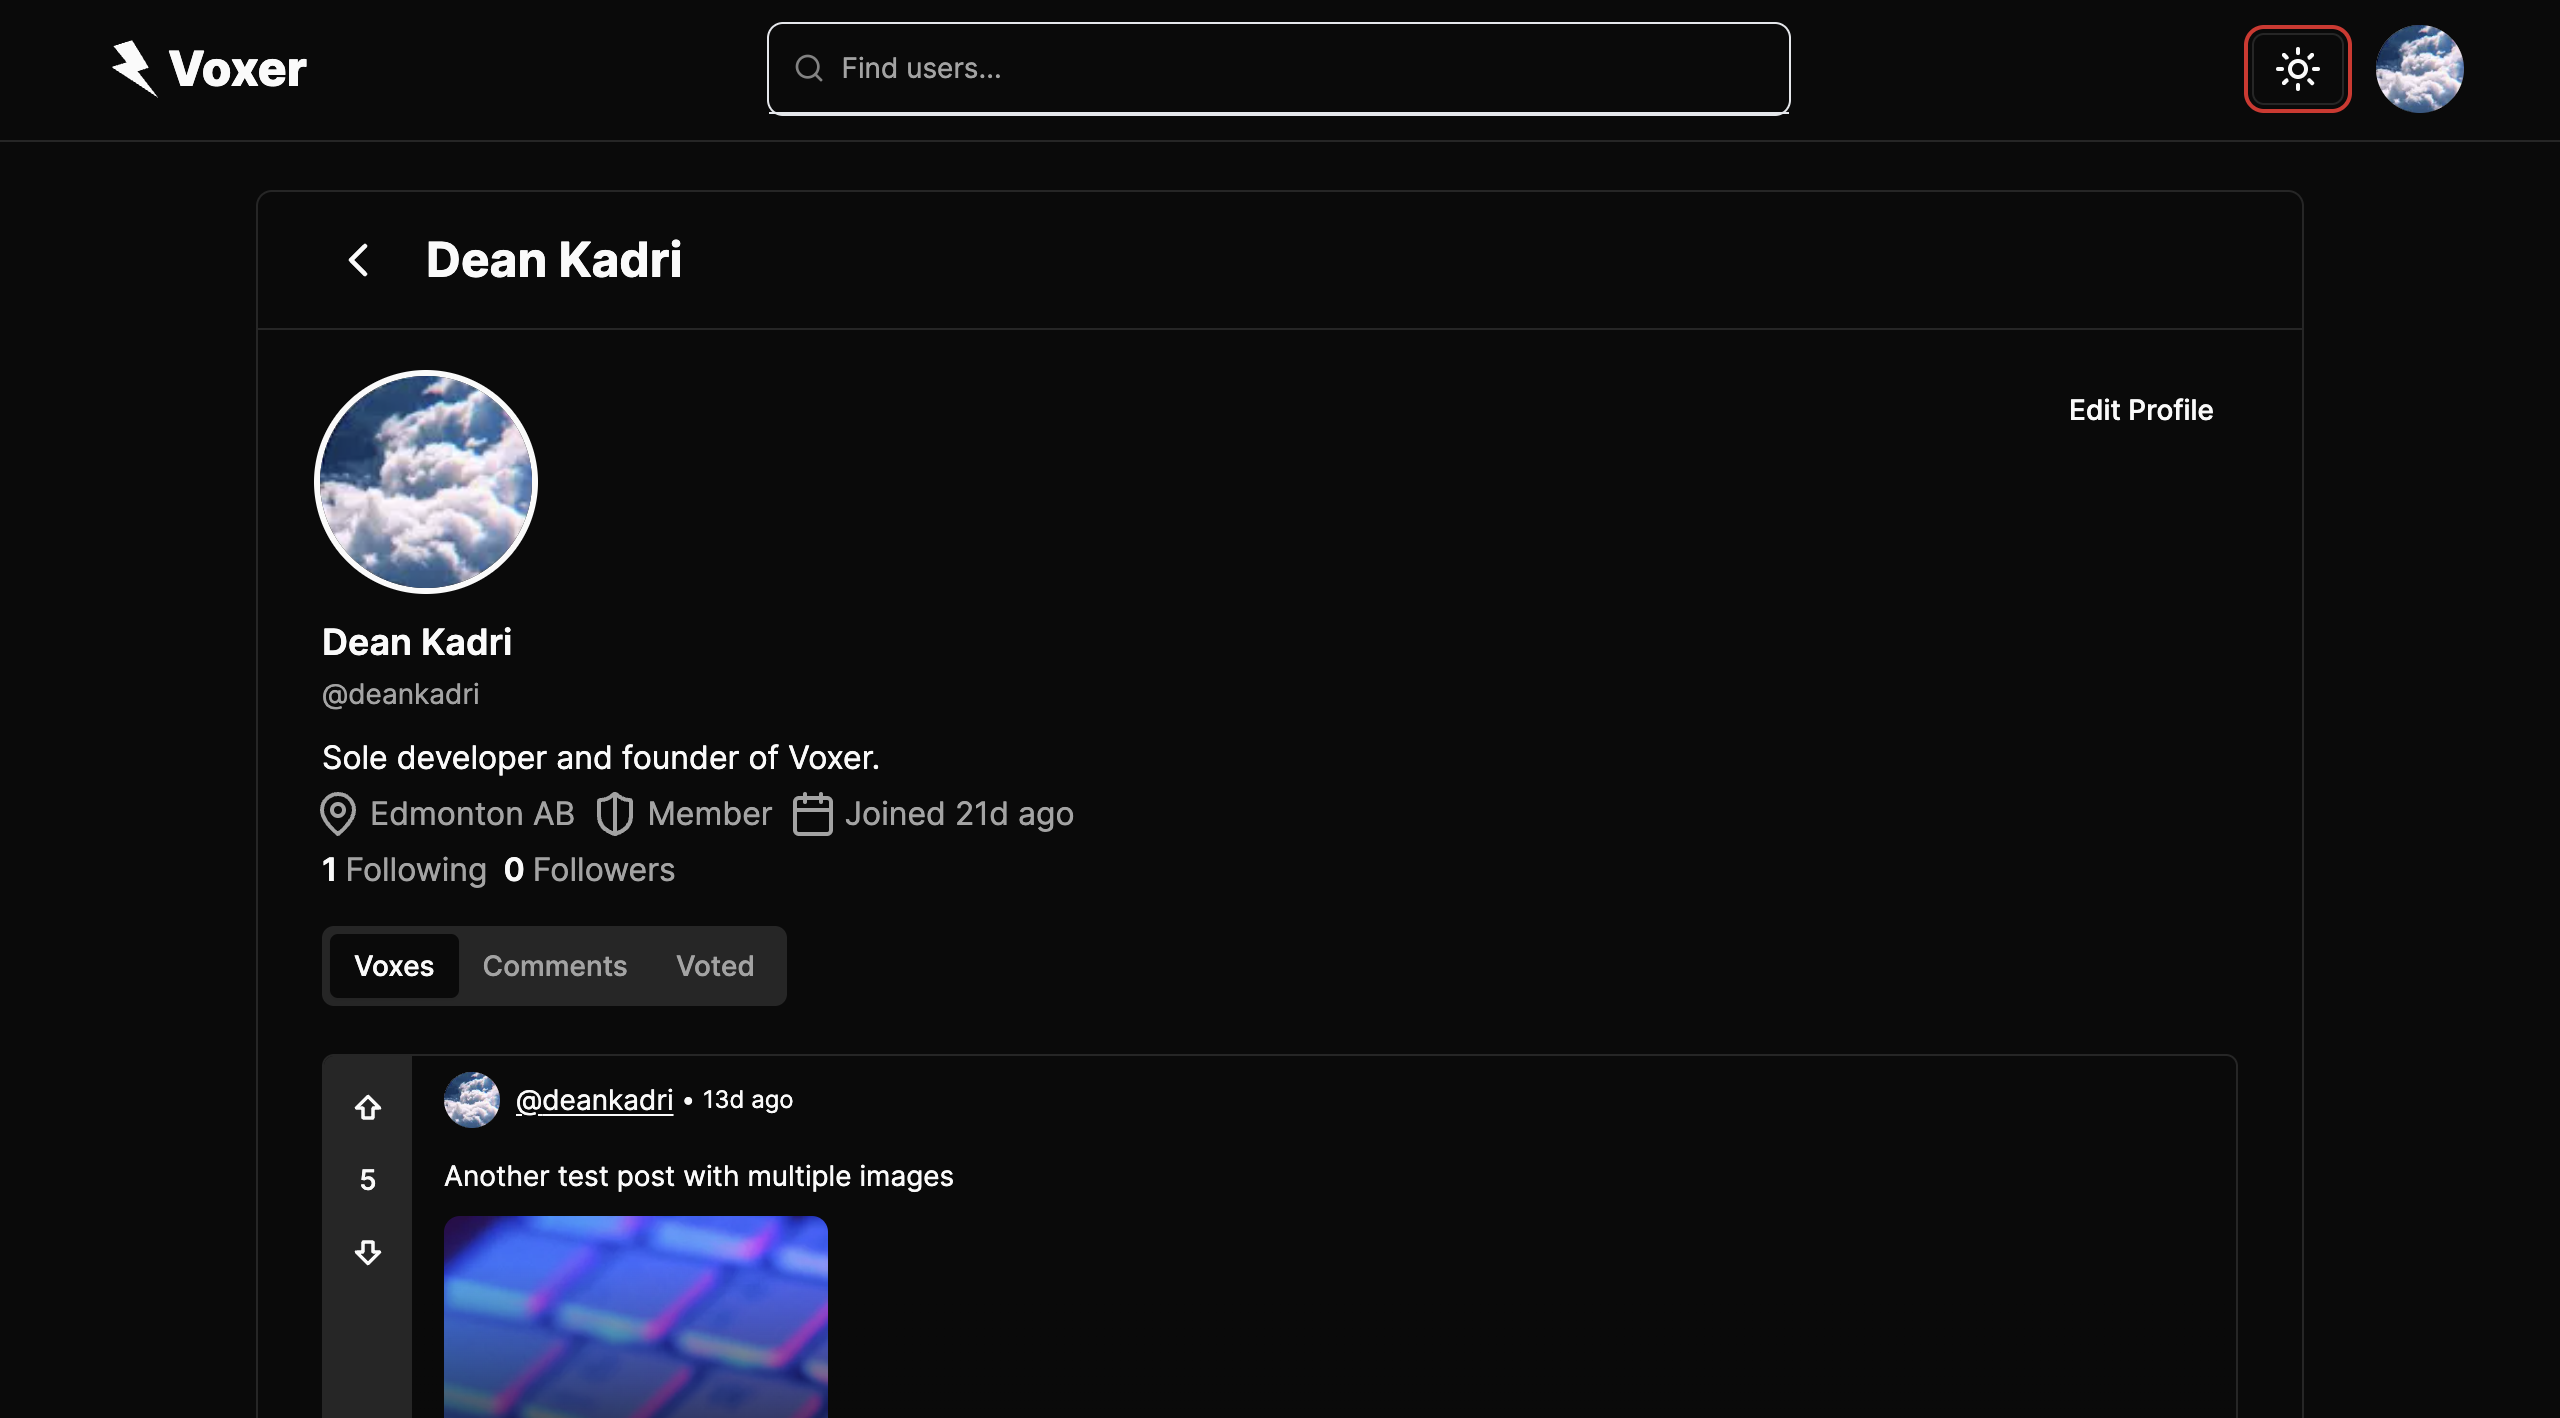 Voxer
Find users...
Dean Kadri
Edit Profile
Dean Kadri
@deankadri
Sole developer and founder of Voxer.
Edmonton AB Member Joined 21d ago
1 Following 0 Followers
Voxes Comments Voted
@deankadri • 13d ago
5
Another test post with multiple images